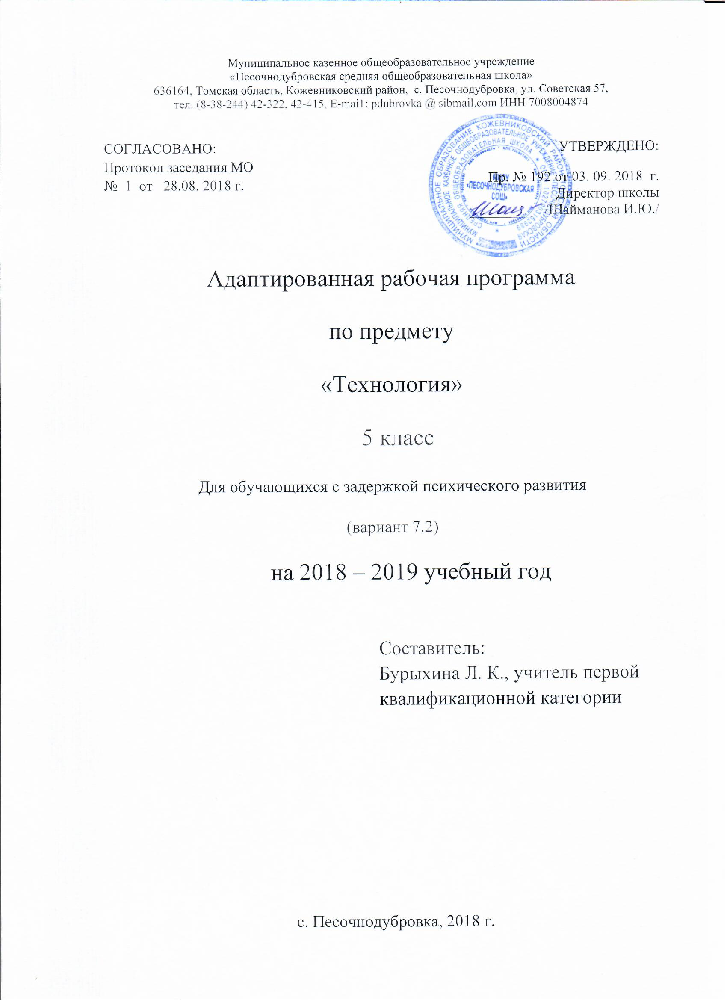 Муниципальное казенное общеобразовательное учреждение
«Песочнодубровская средняя общеобразовательная школа»
636164, Томская область, Кожевниковский район, с. Песочнодубровка, ул. Советская 57,
тел. (8-38-244) 42-322, 42-415, E-mai1: pdubrovka @ sibmail.com ИНН 7008004874
СОГЛАСОВАНО:
Протокол заседания МО
№ 1 от 28.08. 2018 г.
УТВЕРЖДЕНО:
Пр. № 192 от 03. 09. 2018 г.
Директор школы
/Шайманова И.Ю./
МУНИЦИПАЛЬНОЕ ОБРАЗОВАНИЕ КОЖЕВНИКОВСКИЙ РАЙОН ТОМСКОЙ ОБЛАСТИ
МУНИЦИПАЛЬНОЕ КАЗЁННОЕ ОБЩЕОБРАЗОВАТЕЛЬНОЕ УЧРЕЖДЕНИЕ «ПЕСОЧНОДУБРОВСКАЯ
СРЕДНЯЯ ОБЩЕОБРАЗОВАТЕЛЬНАЯ ШКОЛА
МКОУ
«ПЕСОЧНОДУБРОВСКАЯ
СОШ»
Адаптированная рабочая программа
по предмету
«Технология»
5 класс
Для обучающихся с задержкой психического развития
(вариант 7.2)
на 2018 – 2019 учебный год
Составитель:
Бурыхина Л. К., учитель первой
квалификационной категории
с. Песочнодубровка, 2018 г.